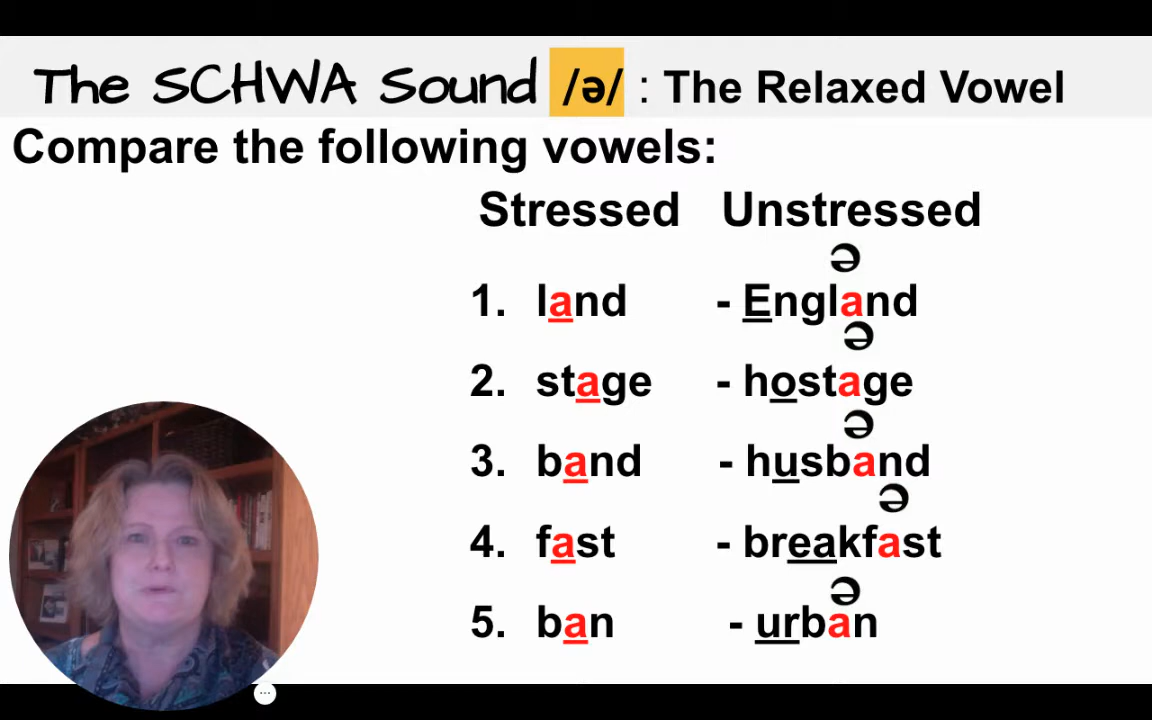 The SCHWA Sound /ə/ : The Relaxed Vowel
Compare the following vowels:
Stressed Unstressed
ə
1. land - England
ə
2. stage - hostage
ə
3. band - husband
ə
4. fast - breakfast
ə
5. ban - urban